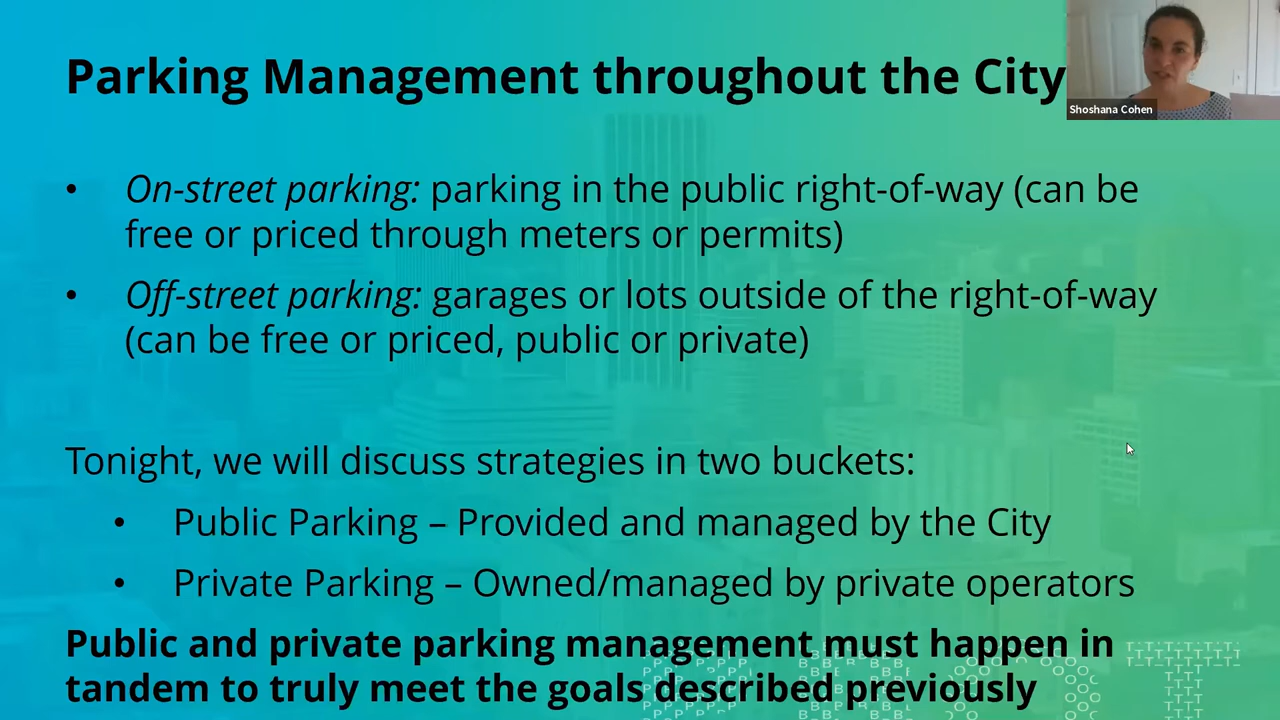 Parking Management throughout the City
Shoshana Cohen
• On-street parking: parking in the public right-of-way (can be
free or priced through meters or permits)
• Off-street parking: garages or lots outside of the right-of-way
(can be free or priced, public or private)
Tonight, we will discuss strategies in two buckets:
• Public Parking – Provided and managed by the City
• Private Parking – Owned/managed by private operators
Public and private parking management must happen in
tandem to truly meet the goals described previously
PBOT